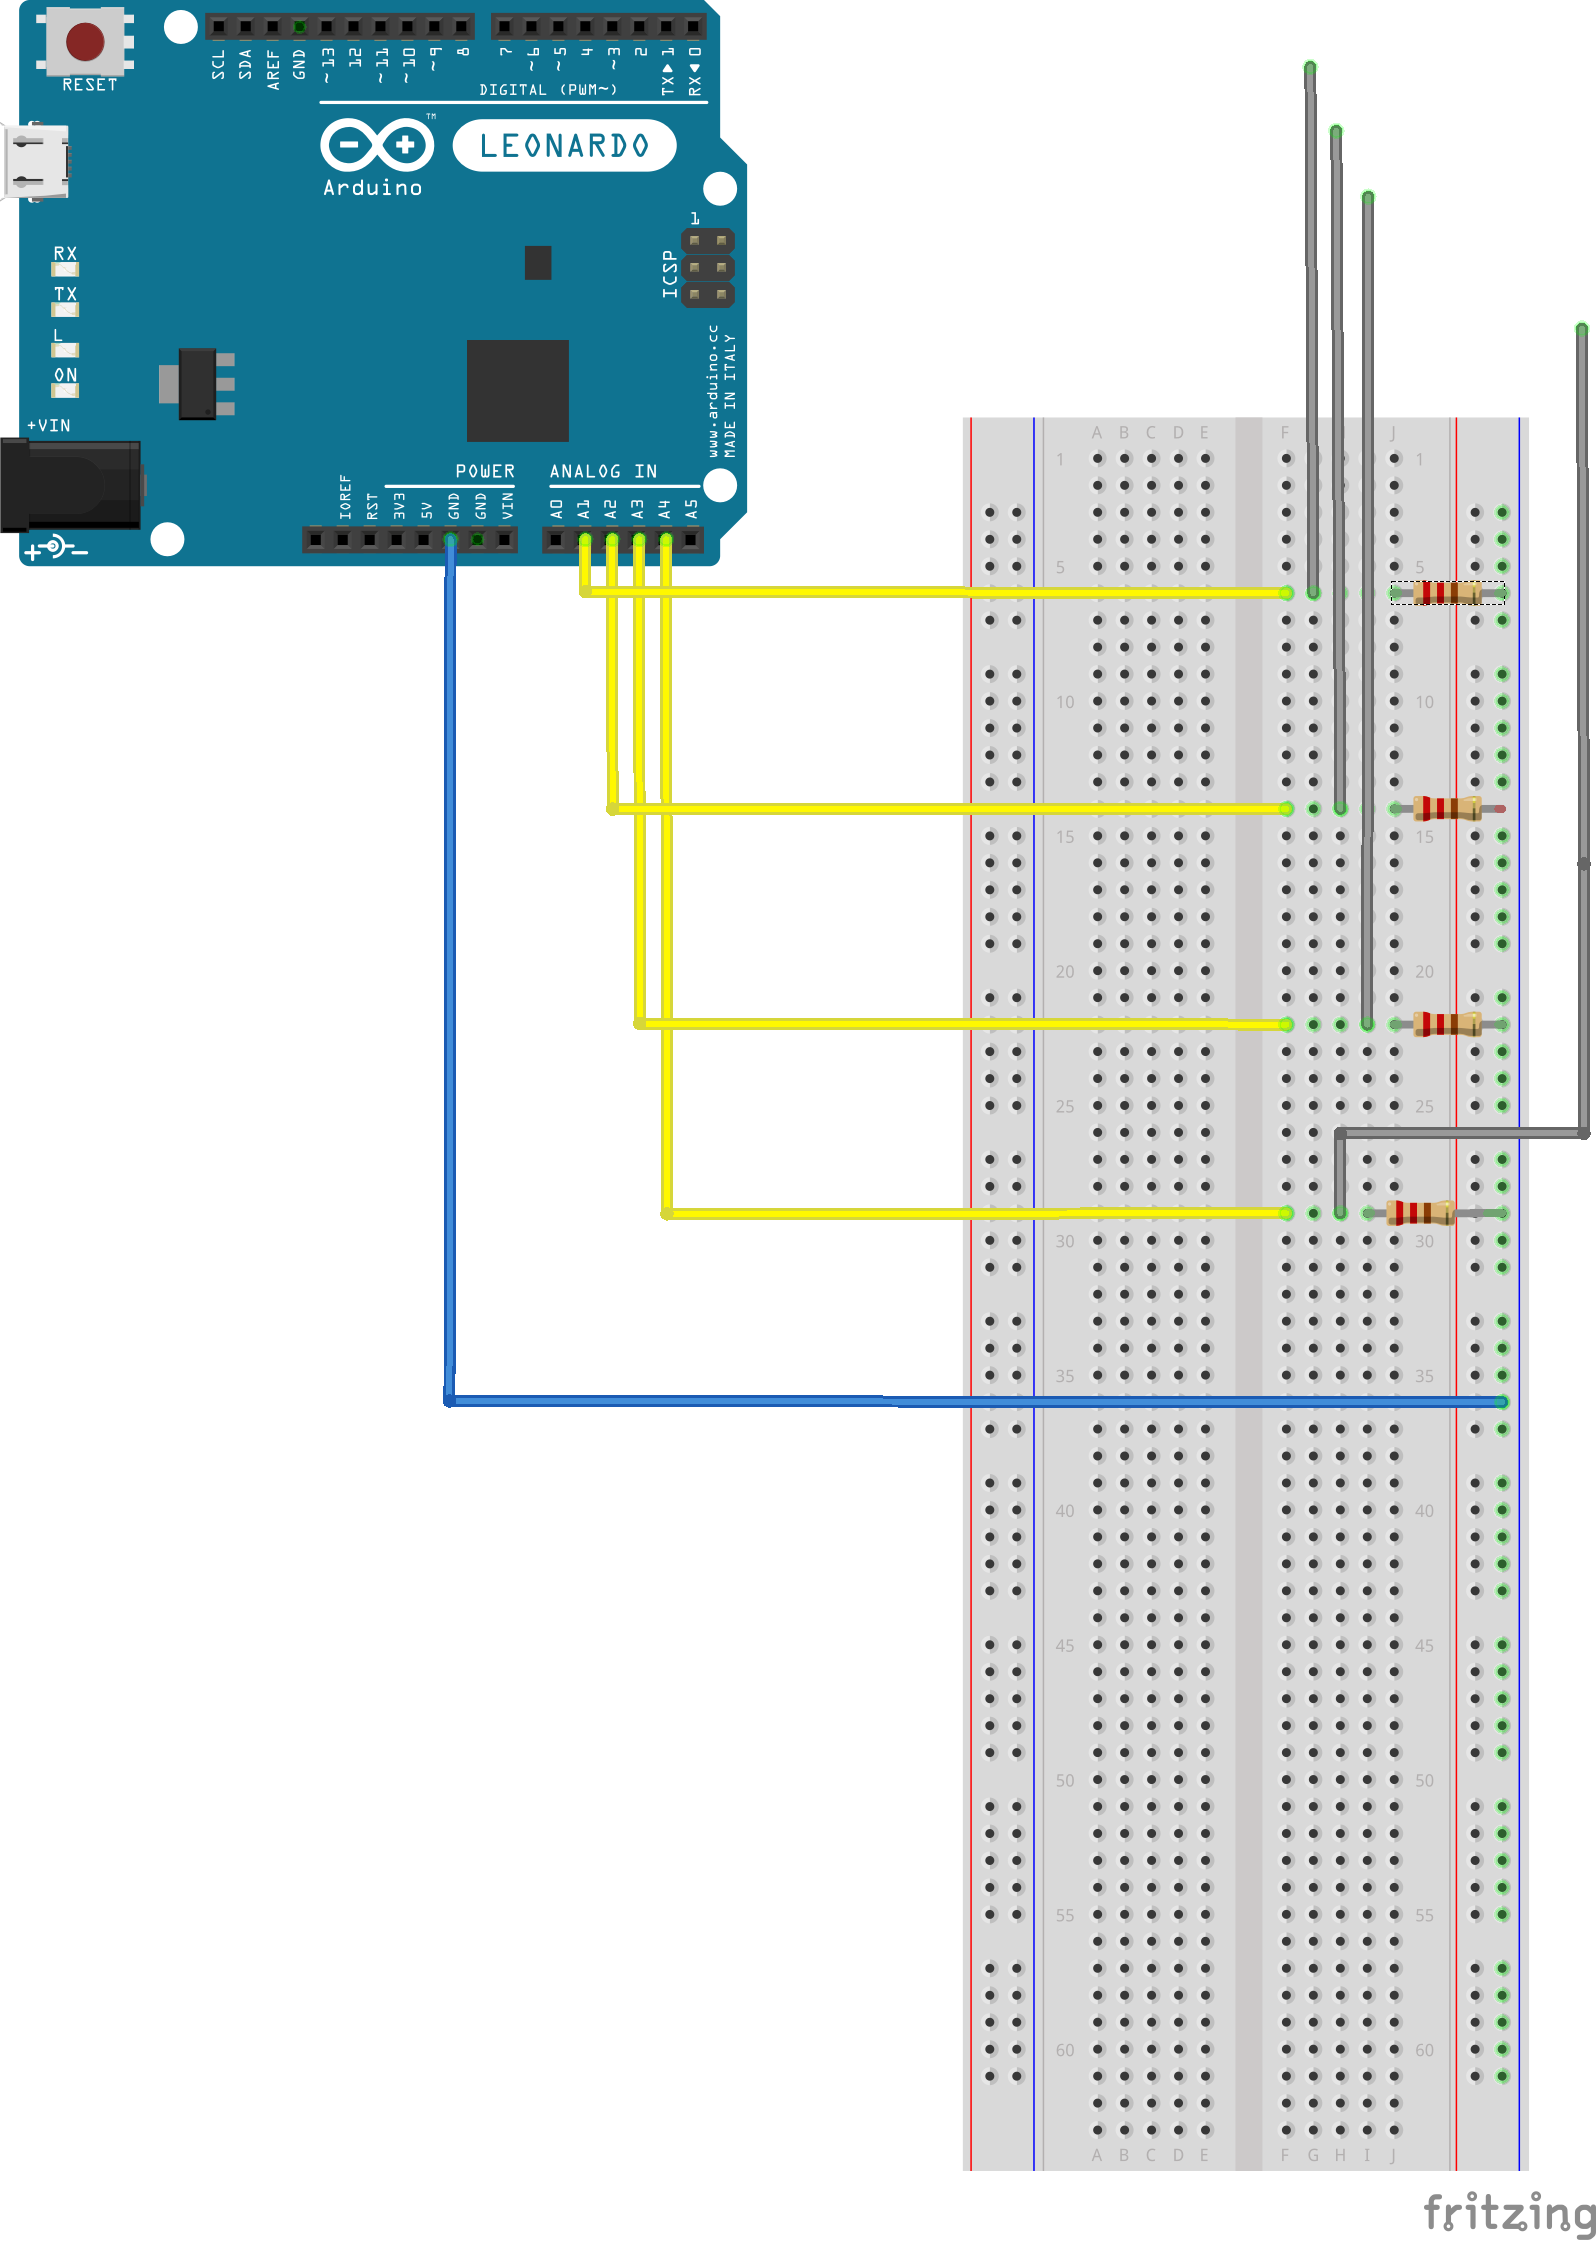 RESET
SCL SDA AREF GND ~13 12 ~11 ~10 ~9 8 7 ~6 ~5 4 ~3 2 TX▶1 RX◀0
DIGITAL (PWM~)
TM
LEONARDO
Arduino
1
ICSP
RX
TX
L
ON
www.arduino.cc
MADE IN ITALY
+VIN
POWER
ANALOG IN
IOREF RST 3V3 5V GND GND VIN A0 A1 A2 A3 A4 A5
+ -
A B C D E F J
1 1
5 5
10 10
15 15
20 20
25 25
30 30
35 35
40 40
45 45
50 50
55 55
60 60
A B C D E F G H I J
fritzing